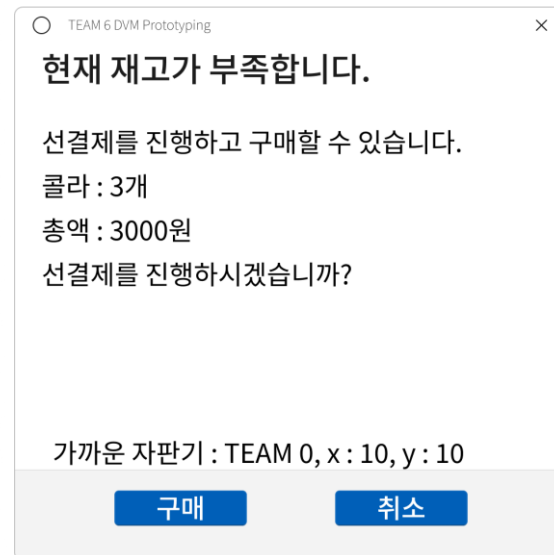 TEAM 6 DVM Prototyping
현재 재고가 부족합니다.
선결제를 진행하고 구매할 수 있습니다.
콜라 : 3개
총액 : 3000원
선결제를 진행하시겠습니까?
가까운 자판기 : TEAM 0, x : 10, y : 10
구매 취소